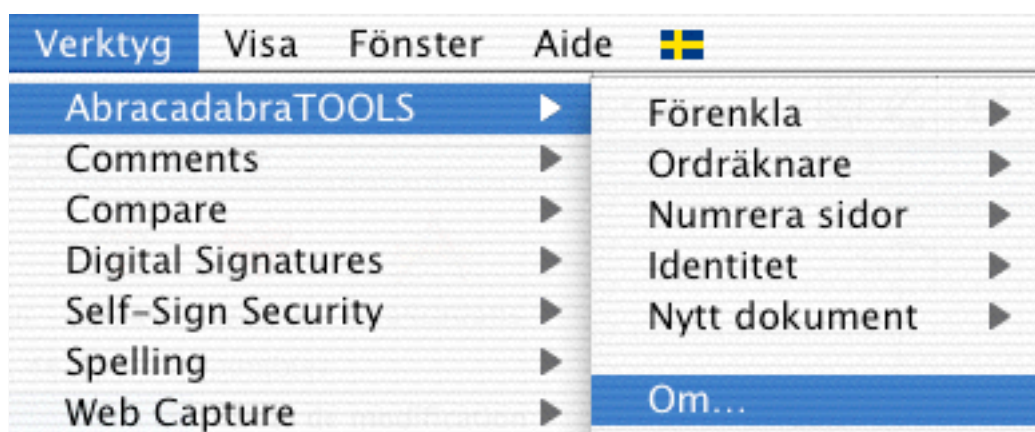 Verktyg Visa Fönster Aide
AbracadabraTOOLS
Comments
Compare
Digital Signatures
Self-Sign Security
Spelling
Web Capture
Förenkla
Ordräknare
Numrera sidor
Identitet
Nytt dokument
Om...